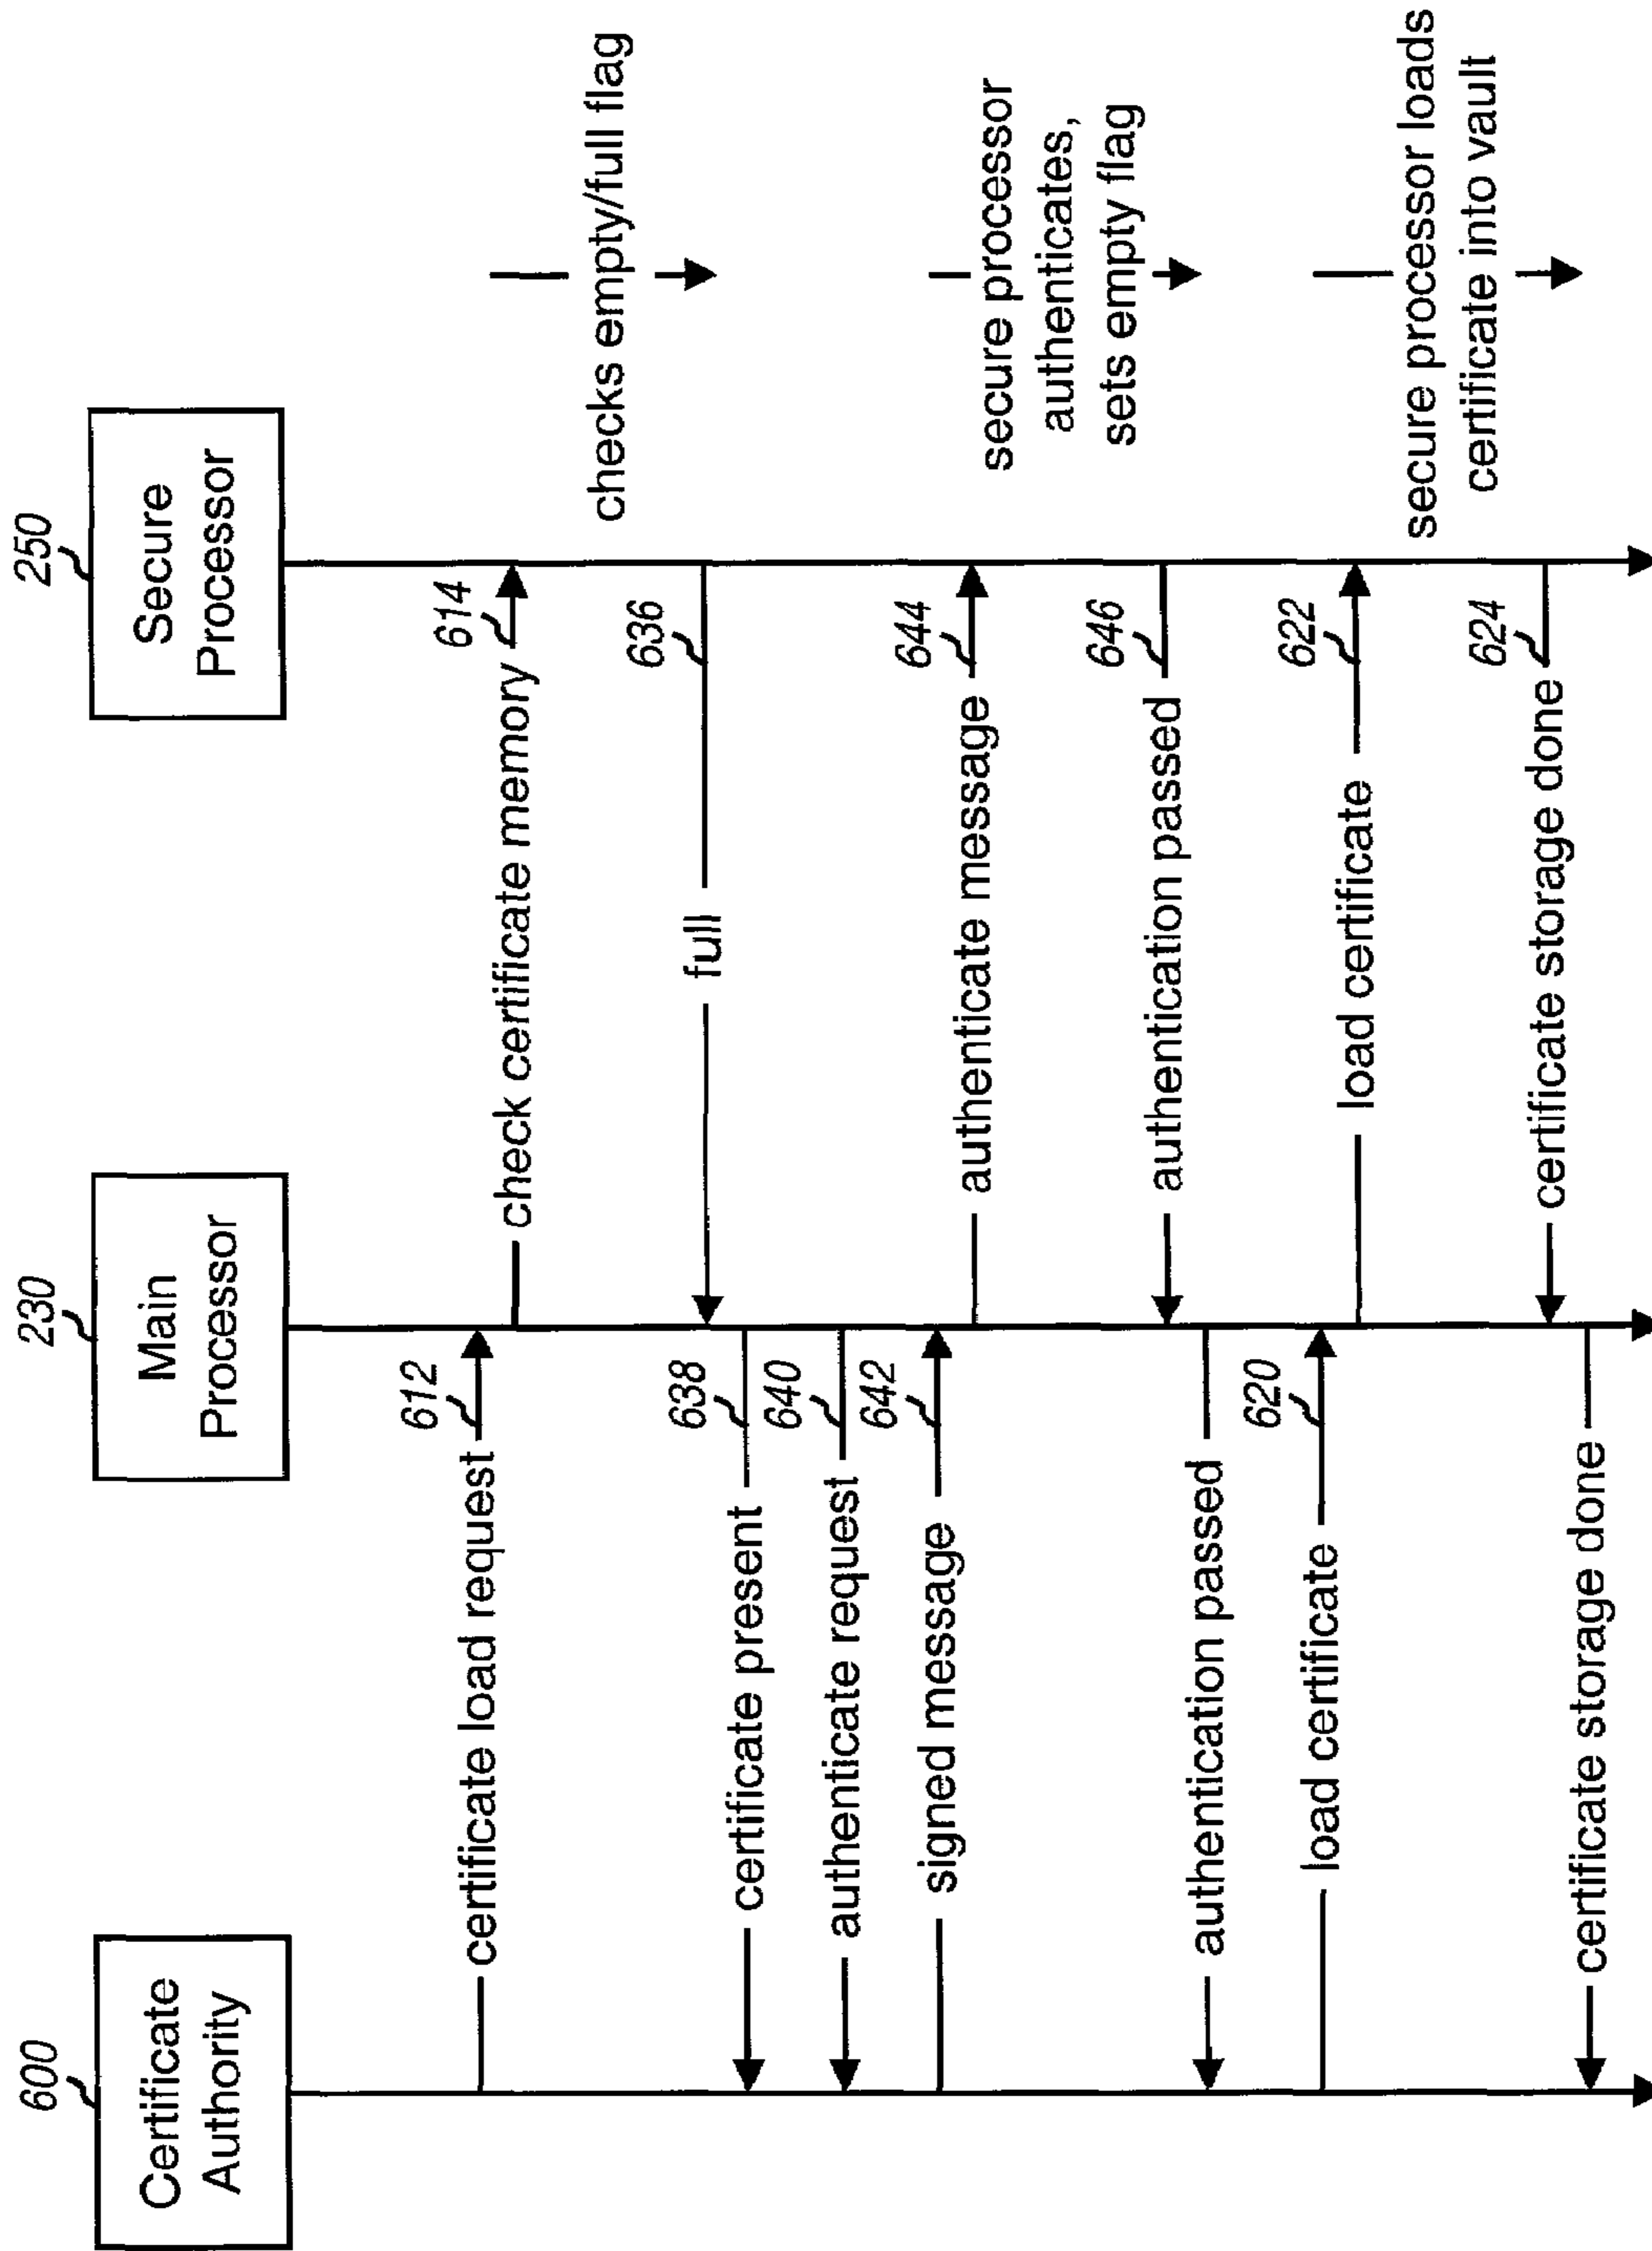 600
Certificate
Authority
230
Main
Processor
250
Secure
Processor
certificate load request
612
check certificate memory
614
checks empty/full flag
full
636
certificate present
638
authenticate request
640
signed message
642
authenticate message
644
secure processor
authenticates,
sets empty flag
authentication passed
646
authentication passed
load certificate
620
load certificate
622
secure processor loads
certificate into vault
certificate storage done
624
certificate storage done